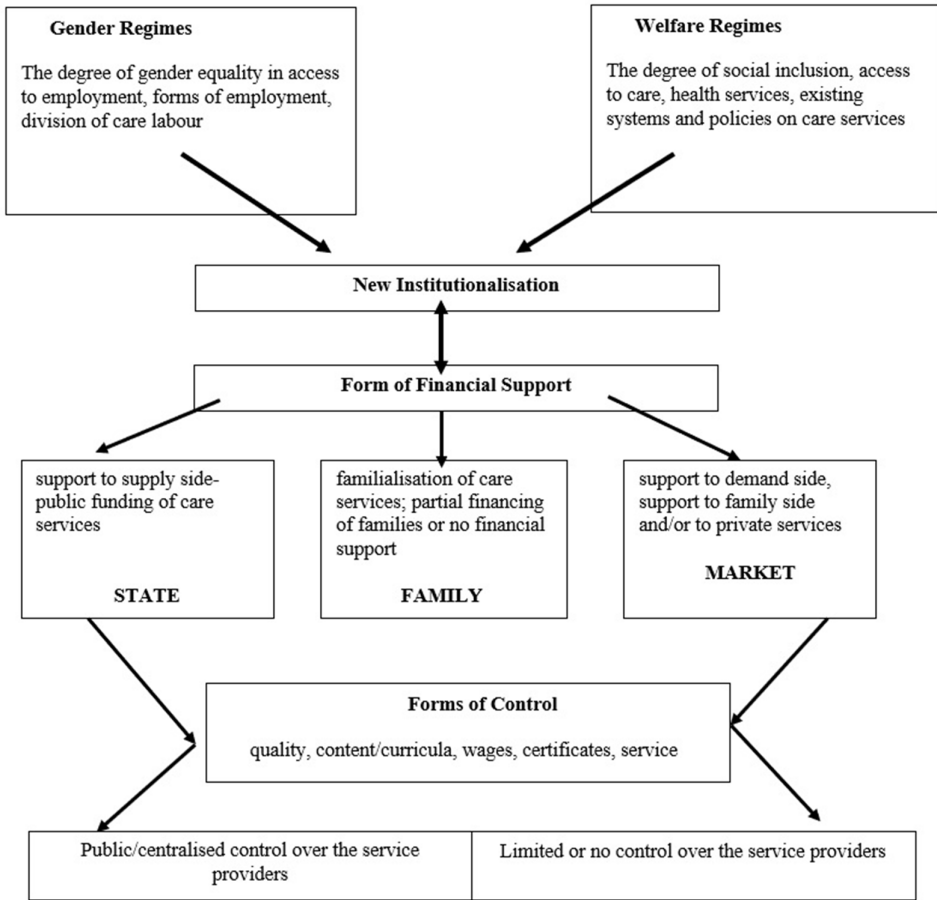 Gender Regimes
The degree of gender equality in access
to employment, forms of employment,
division of care labour
Welfare Regimes
The degree of social inclusion, access
to care, health services, existing
systems and policies on care services
New Institutionalisation
Form of Financial Support
support to supply side-
public funding of care
services
STATE
familialisation of care
services; partial financing
of families or no financial
support
FAMILY
support to demand side,
support to family side
and/or to private services
MARKET
Forms of Control
quality, content/curricula, wages, certificates, service
Public/centralised control over the service
providers
Limited or no control over the service providers